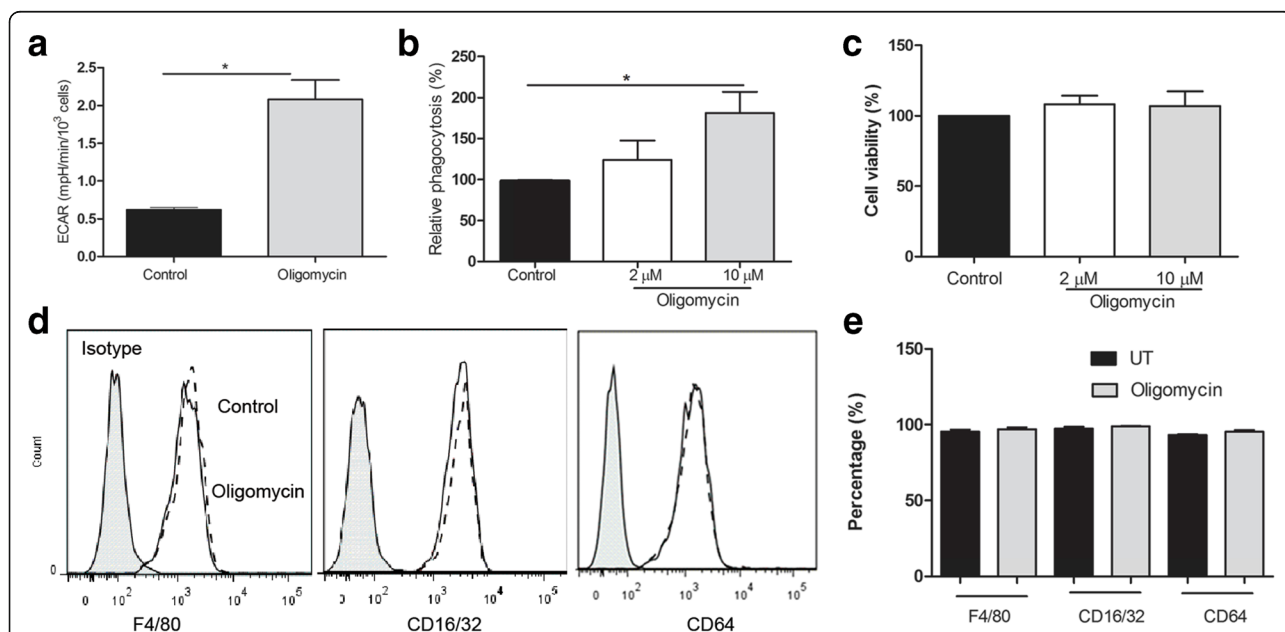 a
2.5
2.0
1.5
1.0
0.5
0.0
ECAR (mpH/min/10³ cells)
*
Control
Oligomycin
b
250
200
150
100
50
0
Relative phagocytosis (%)
*
Control
2 μM
10 μM
Oligomycin
c
150
100
50
0
Cell viability (%)
Control
2 μM
10 μM
Oligomycin
d
Isotype
Control
Oligomycin
Count
0
0 10² 10³ 10⁴ 10⁵
F4/80
0 10² 10³ 10⁴ 10⁵
CD16/32
0 10² 10³ 10⁴ 10⁵
CD64
e
150
100
50
0
Percentage (%)
UT
Oligomycin
F4/80
CD16/32
CD64